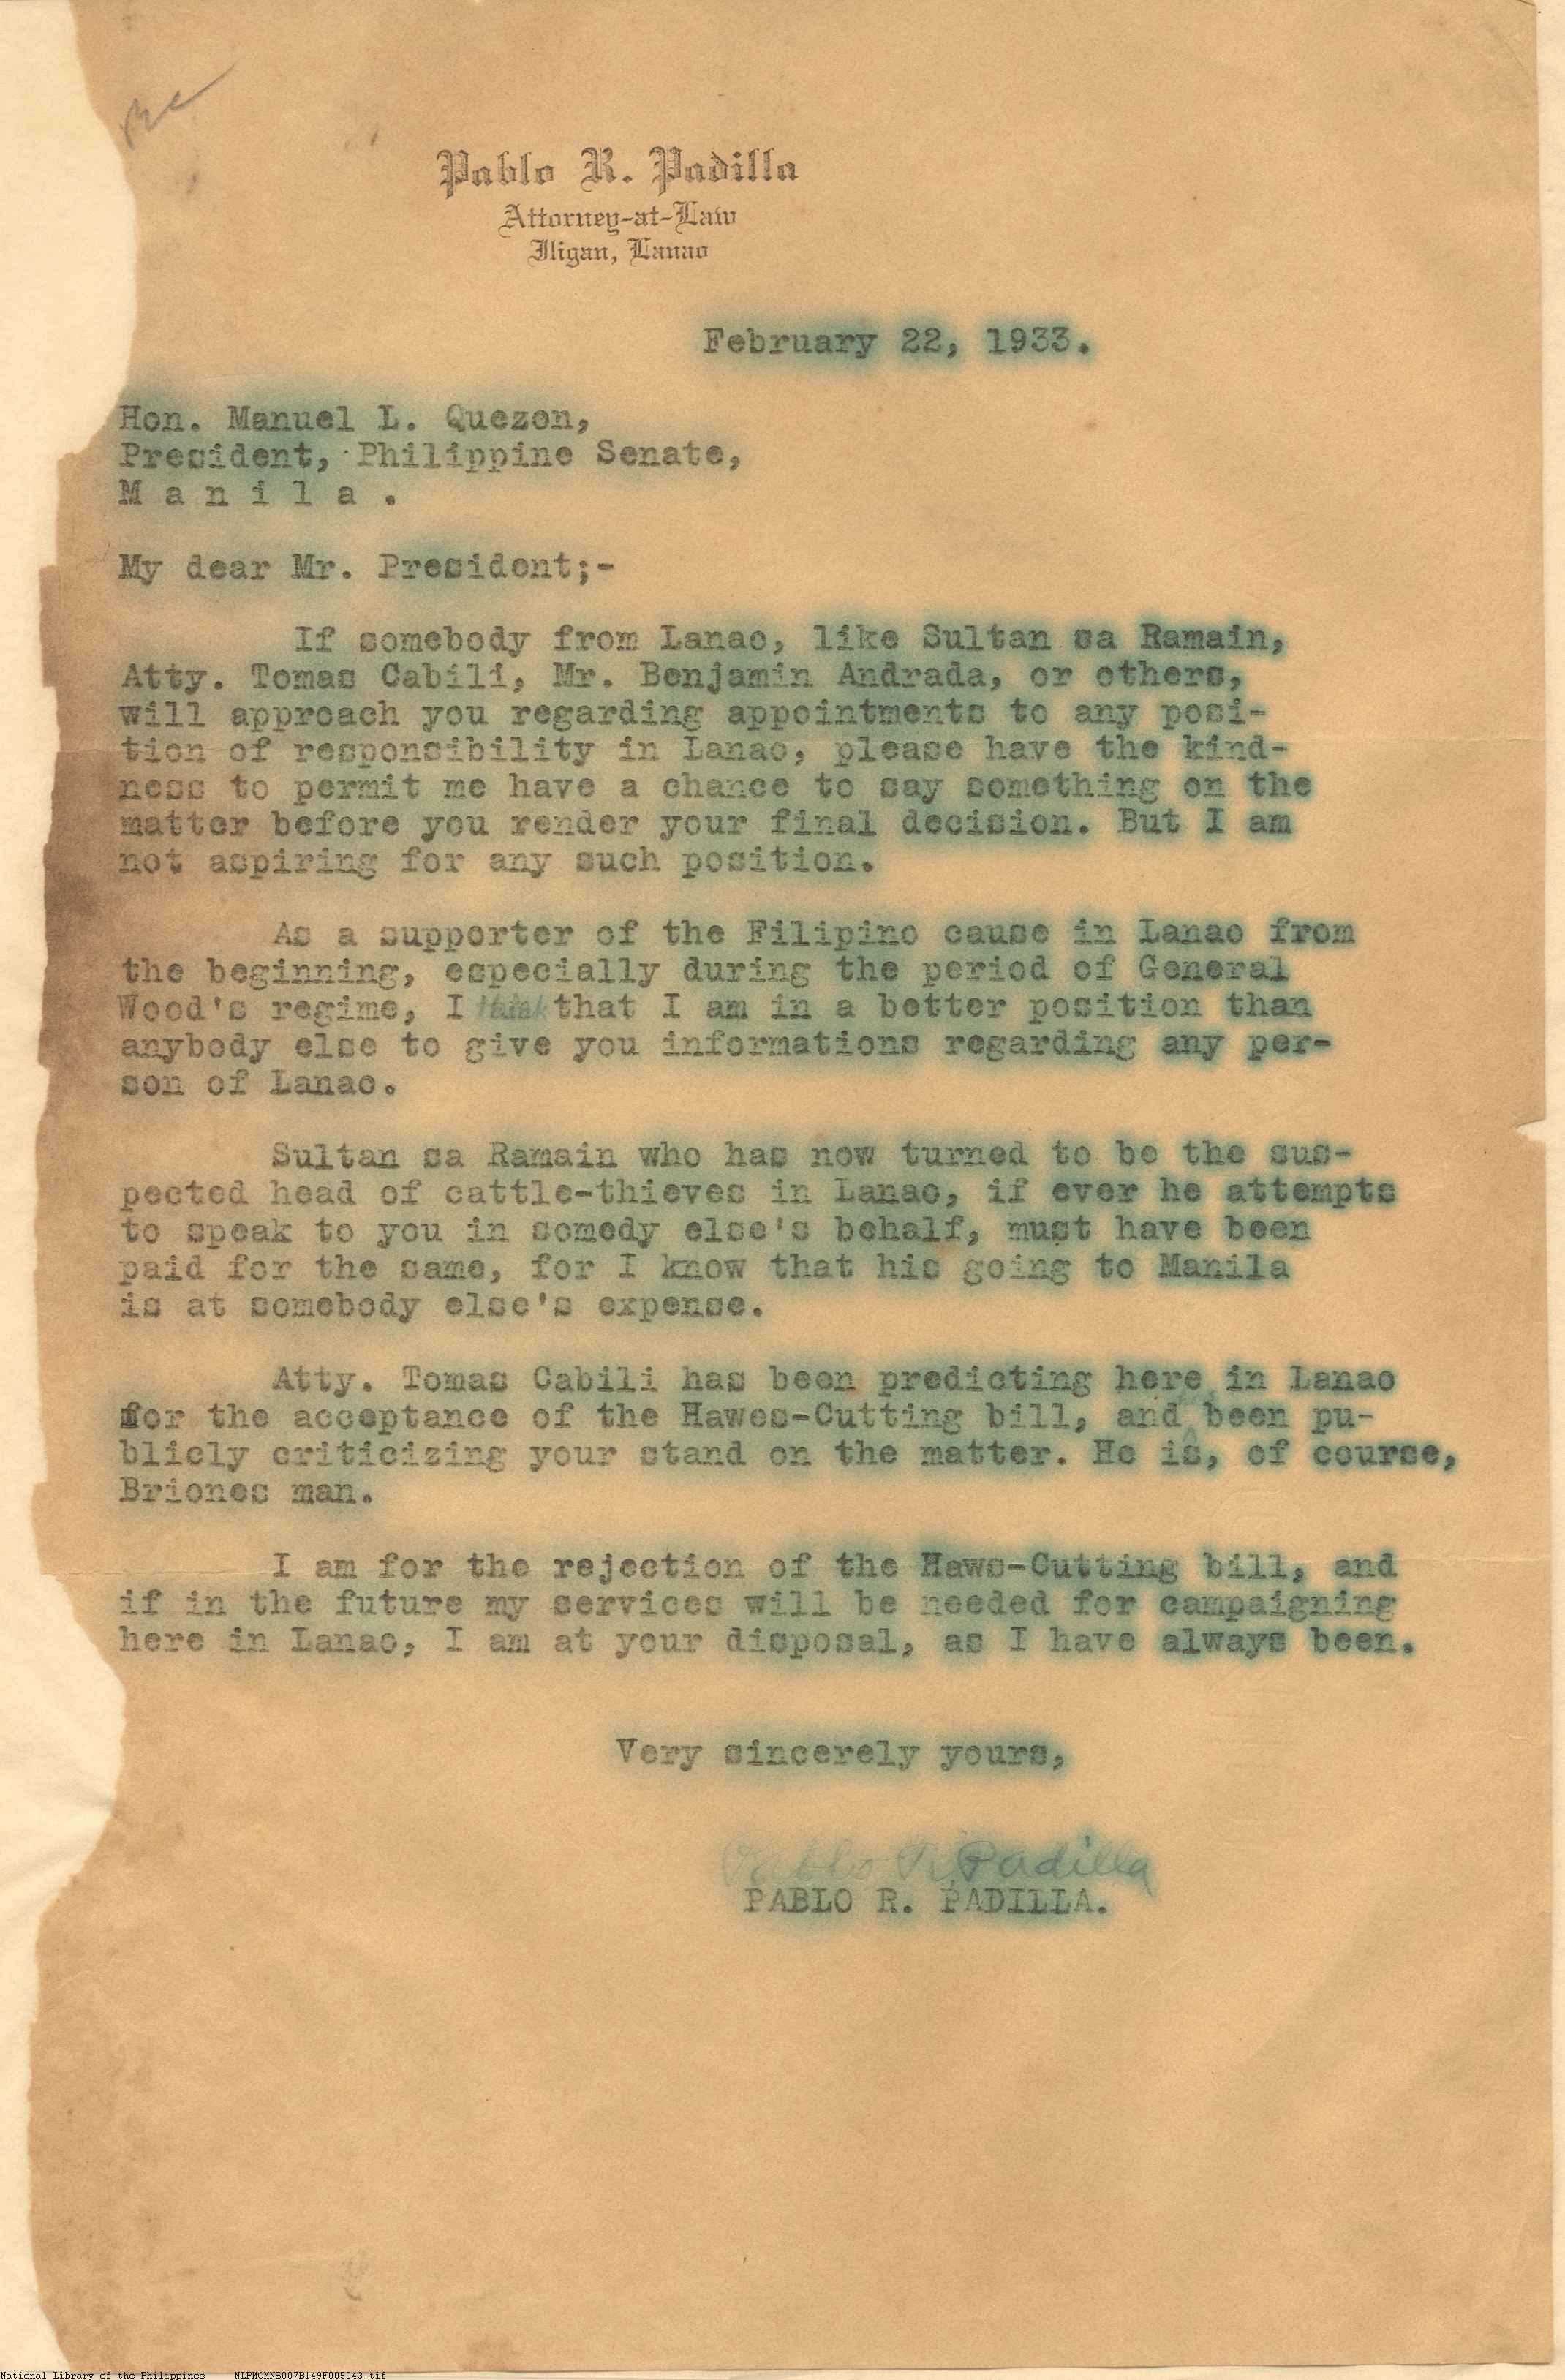 Pablo R. Padilla
Attorney-at-Law
Iligan, Lanao
February 22, 1933.
Hon. Manuel L. Quezon,
President, Philippine Senate,
M a n i l a .
My dear Mr. President;-
If somebody from Lanao, like Sultan sa Ramain,
Atty. Tomas Cabili, Mr. Benjamin Andrada, or others,
will approach you regarding appointments to any posi-
tion of responsibility in Lanao, please have the kind-
ness to permit me have a chance to say something on the
matter before you render your final decision. But I am
not aspiring for any such position.
As a supporter of the Filipino cause in Lanao from
the beginning, especially during the period of General
Wood's regime, I think that I am in a better position than
anybody else to give you informations regarding any per-
son of Lanao.
Sultan sa Ramain who has now turned to be the sus-
pected head of cattle-thieves in Lanao, if ever he attempts
to speak to you in somedy else's behalf, must have been
paid for the same, for I know that his going to Manila
is at somebody else's expense.
Atty. Tomas Cabili has been predicting here in Lanao
for the acceptance of the Hawes-Cutting bill, and been pu-
blicly criticizing your stand on the matter. He is, of course,
Briones man.
I am for the rejection of the Haws-Cutting bill, and
if in the future my services will be needed for campaigning
here in Lanao, I am at your disposal, as I have always been.
Very sincerely yours,
Pablo R. Padilla
PABLO R. PADILLA.
National Library of the Philippines NLPMQMNS007B149F005043.tif